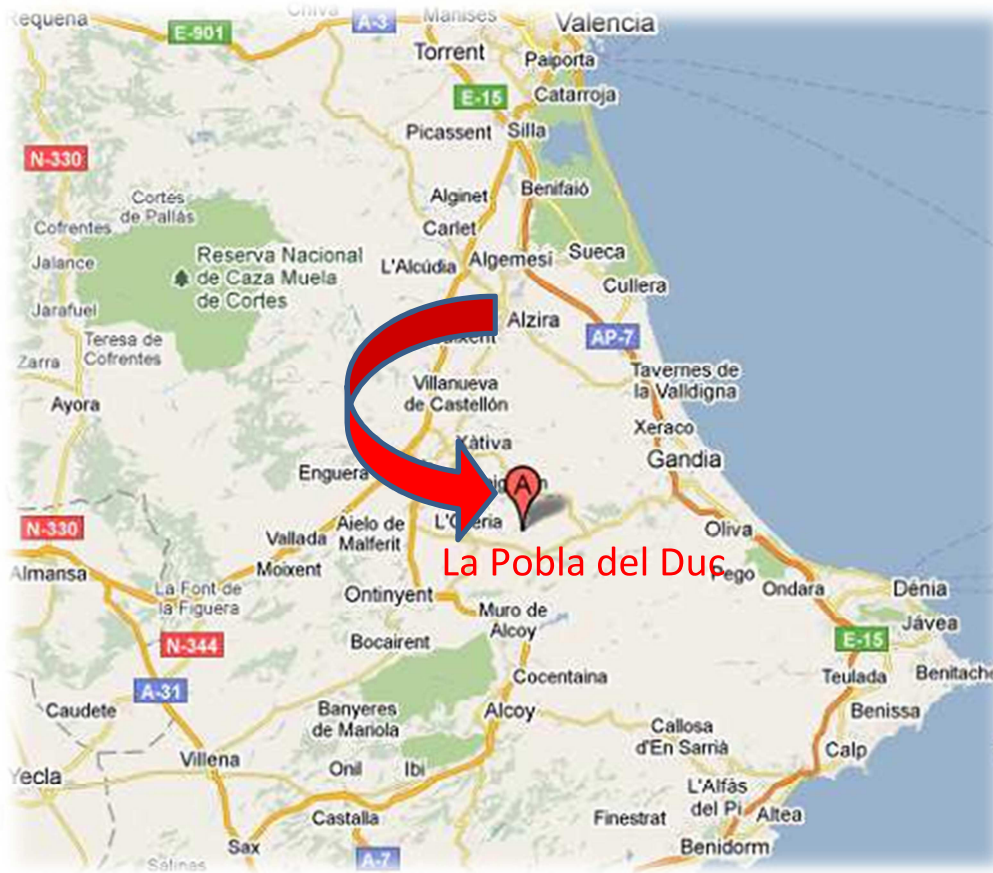 Requena
E-901
Chiva
A-3
Manises
Valencia
Torrent
Paiporta
E-15
Catarroja
Picassent
Silla
N-330
Alginet
Benifaió
Cortes
de Pallás
Carlet
Cofrentes
Jalance
Reserva Nacional
de Caza Muela
de Cortes
L'Alcúdia
Algemesí
Sueca
Cullera
Jarafuel
Alzira
AP-7
Teresa de
Cofrentes
Zarra
Tavernes de
la Valldigna
Villanueva
de Castellón
Ayora
Xeraco
Xàtiva
Gandia
Enguera
A
N-330
Aielo de
Malferit
Vallada
Oliva
La Pobla del Duc
Almansa
Moixent
Pego
Ondara
Dénia
La Font de
la Figuera
Ontinyent
Muro de
Alcoy
Jávea
N-344
Bocairent
E-15
Cocentaina
Teulada
A-31
Caudete
Banyeres
de Mariola
Alcoy
Benissa
Callosa
d'En Sarrià
Calp
Villena
Yecla
Onil
Ibi
L'Alfàs
del Pi
Altea
Castalla
Finestrat
Sax
A-7
Benidorm
Salinas